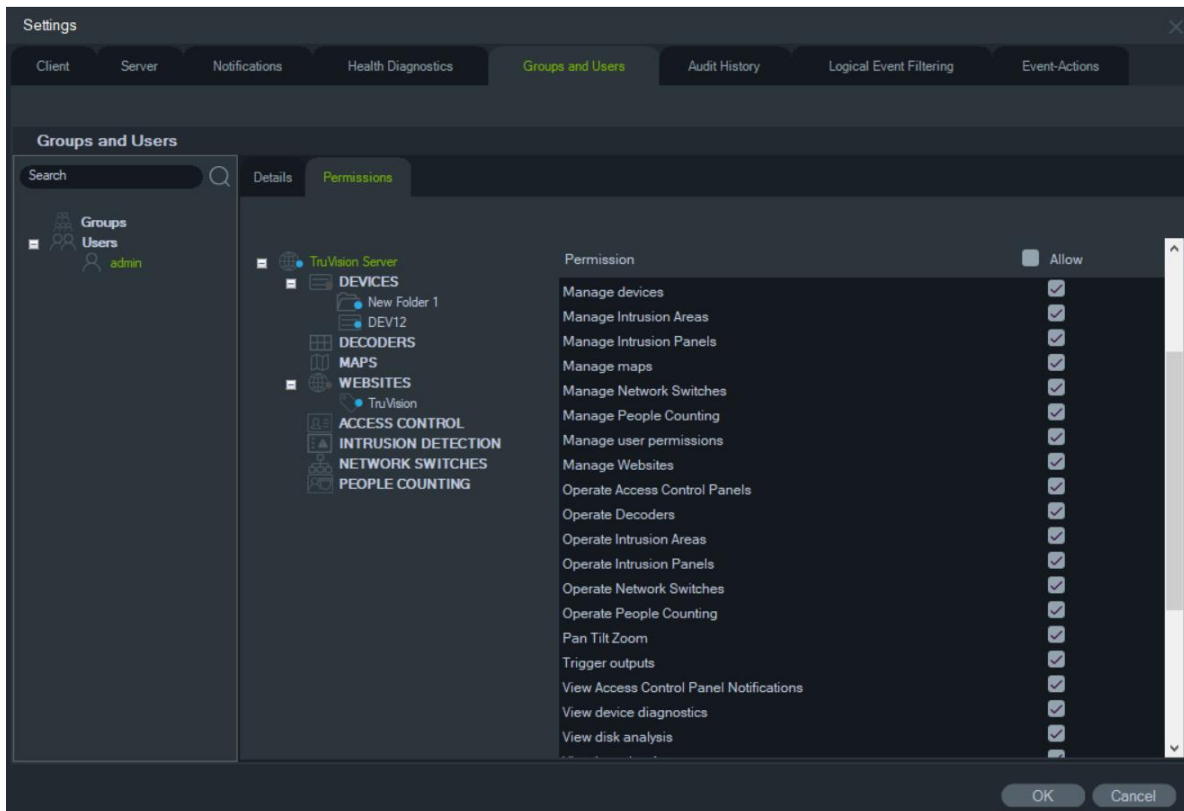 Settings
Client Server Notifications Health Diagnostics Groups and Users Audit History Logical Event Filtering Event-Actions
Groups and Users
Search
Groups
Users
admin
Details Permissions
TruVision Server
DEVICES
New Folder 1
DEV12
DECODERS
MAPS
WEBSITES
TruVision
ACCESS CONTROL
INTRUSION DETECTION
NETWORK SWITCHES
PEOPLE COUNTING
Permission Allow
Manage devices
Manage Intrusion Areas
Manage Intrusion Panels
Manage maps
Manage Network Switches
Manage People Counting
Manage user permissions
Manage Websites
Operate Access Control Panels
Operate Decoders
Operate Intrusion Areas
Operate Intrusion Panels
Operate Network Switches
Operate People Counting
Pan Tilt Zoom
Trigger outputs
View Access Control Panel Notifications
View device diagnostics
View disk analysis
OK Cancel